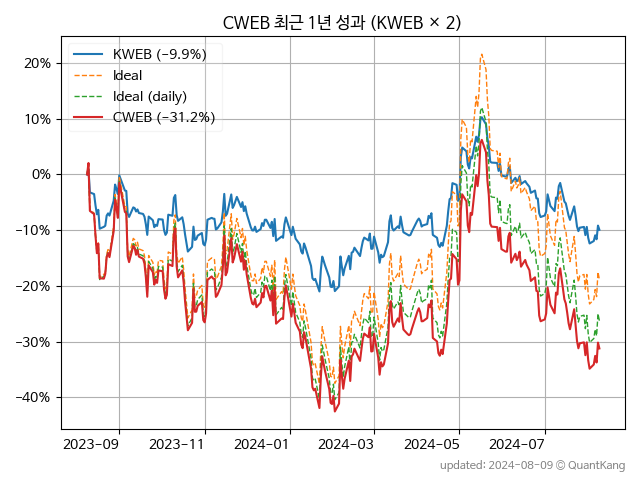 CWEB 최근 1년 성과 (KWEB × 2)
KWEB (−9.9%)
Ideal
Ideal (daily)
CWEB (−31.2%)
20%
10%
0%
−10%
−20%
−30%
−40%
2023-09
2023-11
2024-01
2024-03
2024-05
2024-07
updated: 2024-08-09 © QuantKang